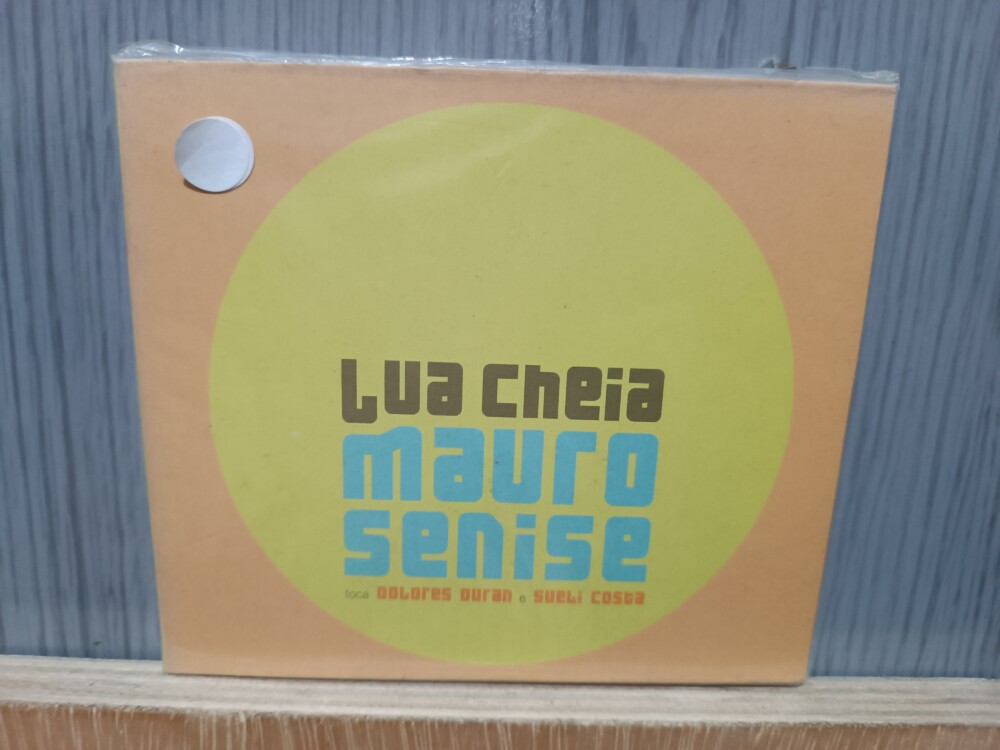 Lua cheia
mauro
senise
toca DOLORES DURAN e SUELI COSTA